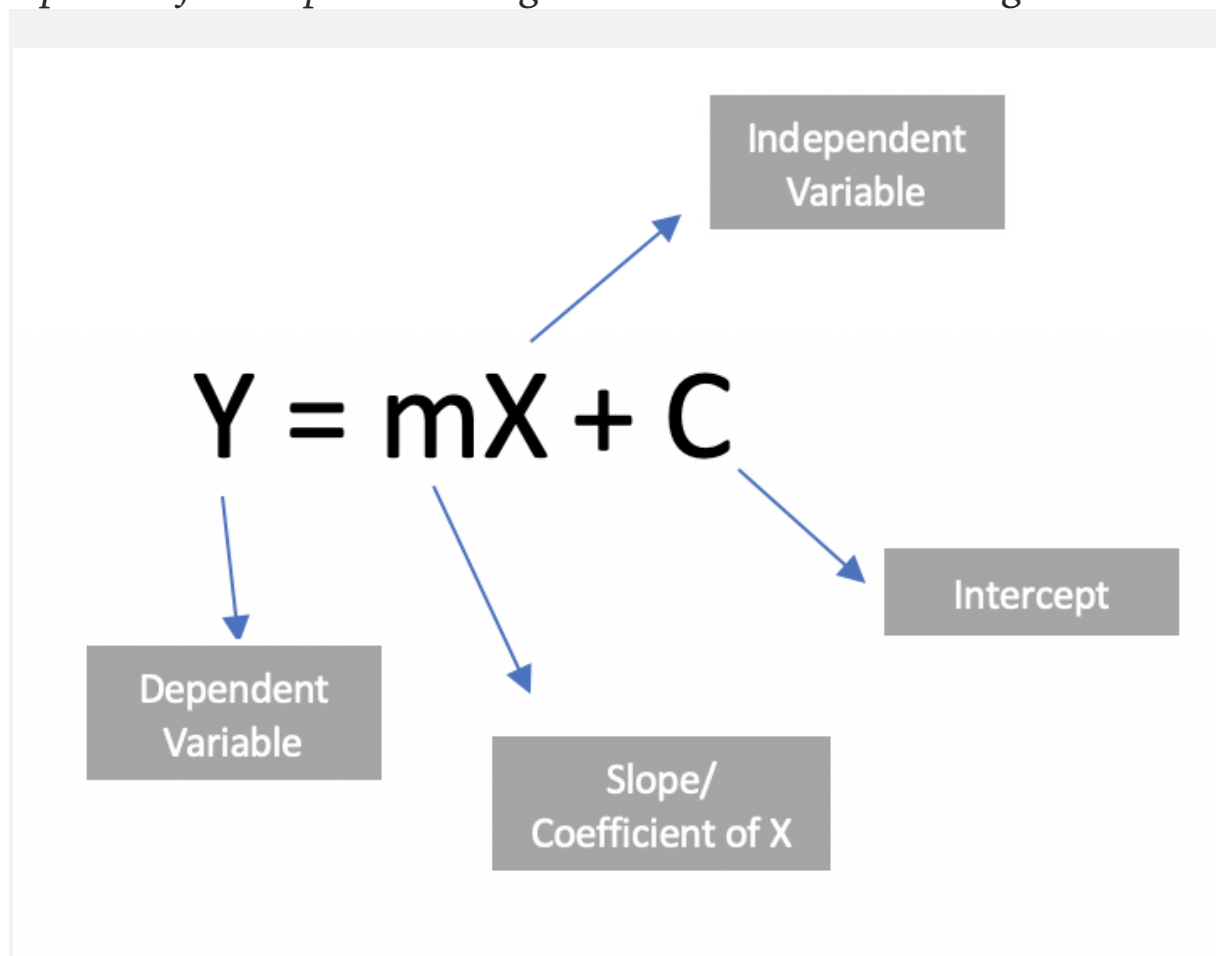 Independent
Variable
Y = mX + C
Intercept
Dependent
Variable
Slope/
Coefficient of X